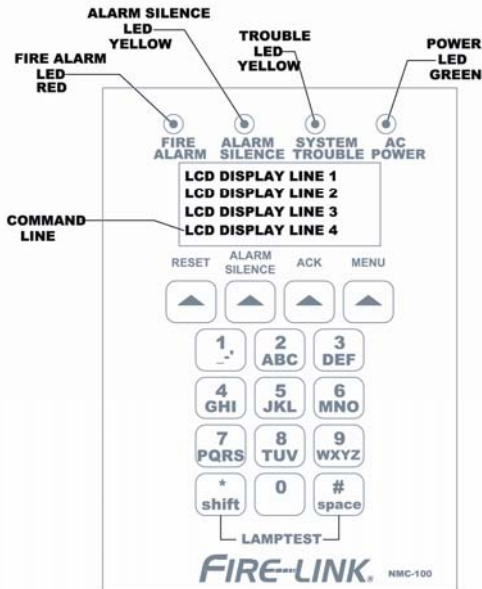 ALARM SILENCE
LED
YELLOW
TROUBLE
LED
YELLOW
POWER
LED
GREEN
FIRE ALARM
LED
RED
FIRE
ALARM
ALARM
SILENCE
SYSTEM
TROUBLE
AC
POWER
LCD DISPLAY LINE 1
LCD DISPLAY LINE 2
LCD DISPLAY LINE 3
LCD DISPLAY LINE 4
COMMAND
LINE
RESET
ALARM
SILENCE
ACK
MENU
1
_-'
2
ABC
3
DEF
4
GHI
5
JKL
6
MNO
7
PQRS
8
TUV
9
WXYZ
*
shift
0
#
space
LAMPTEST
FIRE-LINK®
NMC-100